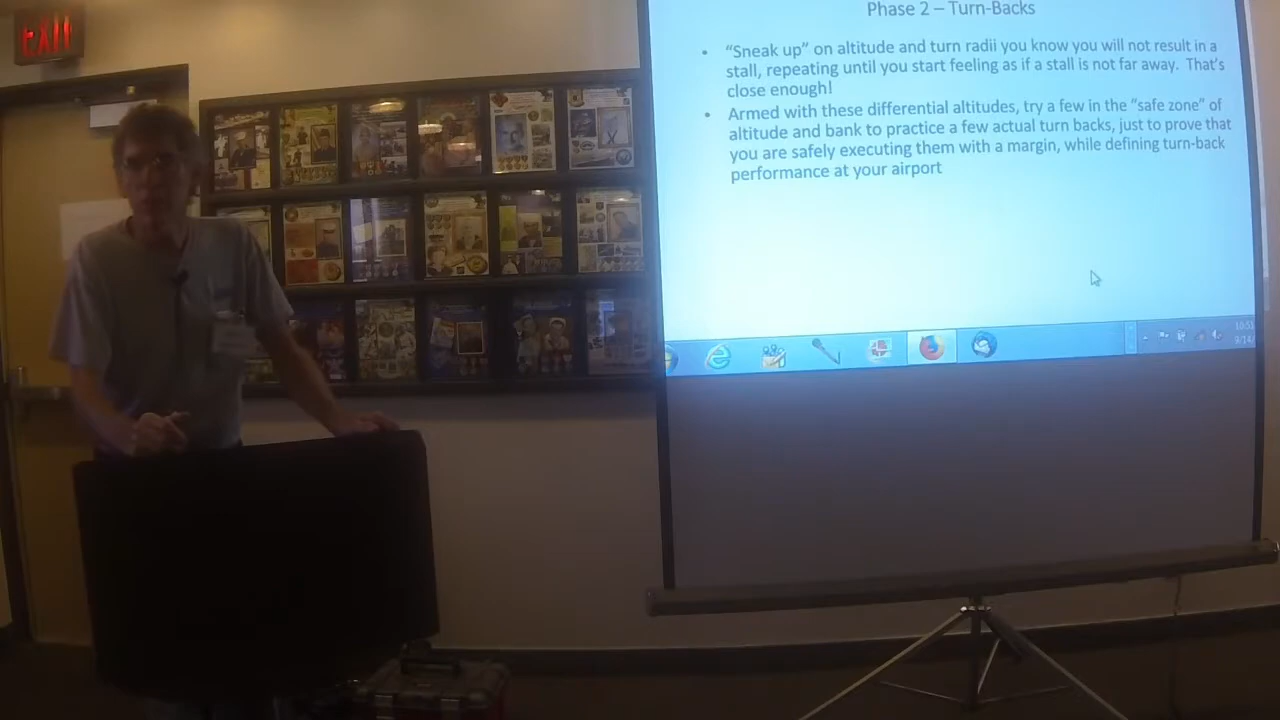 EXIT
Phase 2 – Turn-Backs
• “Sneak up” on altitude and turn radii you know you will not result in a
stall, repeating until you start feeling as if a stall is not far away. That’s
close enough!
• Armed with these differential altitudes, try a few in the “safe zone” of
altitude and bank to practice a few actual turn backs, just to prove that
you are safely executing them with a margin, while defining turn-back
performance at your airport